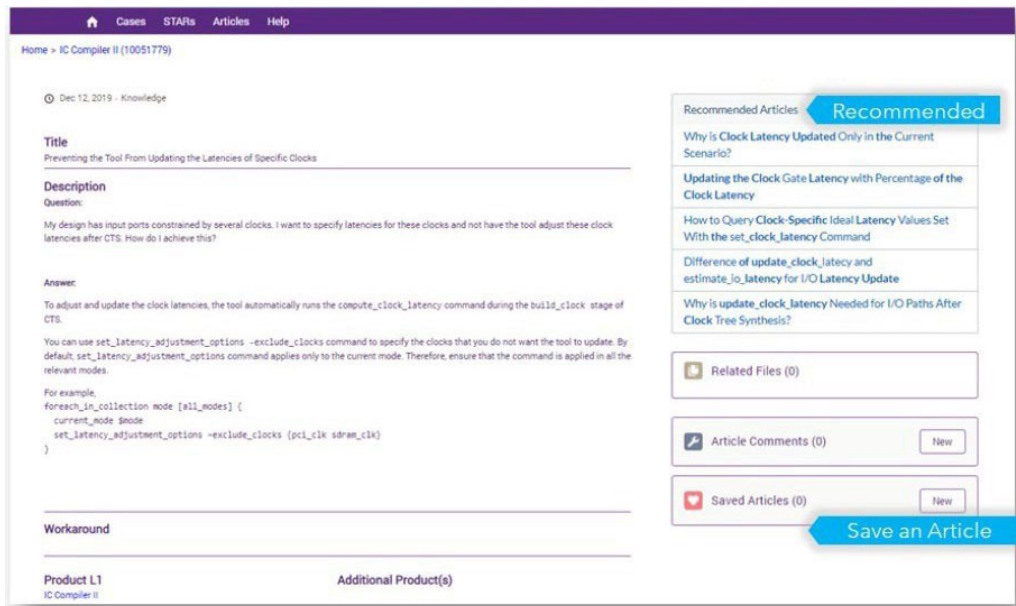 Cases STARs Articles Help
Home > IC Compiler II (10051779)
Dec 12, 2019 - Knowledge
Title
Preventing the Tool From Updating the Latencies of Specific Clocks
Description
Question:
My design has input ports constrained by several clocks. I want to specify latencies for these clocks and not have the tool adjust these clock
latencies after CTS. How do I achieve this?
Answer:
To adjust and update the clock latencies, the tool automatically runs the compute_clock_latency command during the build_clock stage of
CTS.
You can use set_latency_adjustment_options -exclude_clocks command to specify the clocks that you do not want the tool to update. By
default, set_latency_adjustment_options command applies only to the current mode. Therefore, ensure that the command is applied in all the
relevant modes.
For example,
foreach_in_collection mode [all_modes] {
current_mode $mode
set_latency_adjustment_options -exclude_clocks {pci_clk sdram_clk}
}
Workaround
Product L1
IC Compiler II
Additional Product(s)
Recommended Articles
Recommended
Why is Clock Latency Updated Only in the Current
Scenario?
Updating the Clock Gate Latency with Percentage of the
Clock Latency
How to Query Clock-Specific Ideal Latency Values Set
With the set_clock_latency Command
Difference of update_clock_latecy and
estimate_io_latency for I/O Latency Update
Why is update_clock_latency Needed for I/O Paths After
Clock Tree Synthesis?
Related Files (0)
Article Comments (0)
New
Saved Articles (0)
New
Save an Article